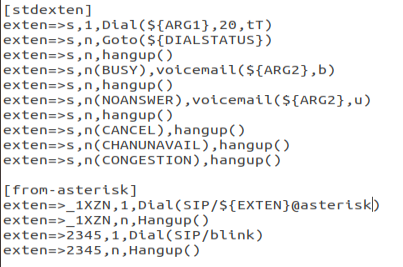 [stdexten]
exten=>s,1,Dial(${ARG1},20,tT)
exten=>s,n,Goto(${DIALSTATUS})
exten=>s,n,hangup()
exten=>s,n(BUSY),voicemail(${ARG2},b)
exten=>s,n,hangup()
exten=>s,n(NOANSWER),voicemail(${ARG2},u)
exten=>s,n,hangup()
exten=>s,n(CANCEL),hangup()
exten=>s,n(CHANUNAVAIL),hangup()
exten=>s,n(CONGESTION),hangup()

[from-asterisk]
exten=>_1XZN,1,Dial(SIP/${EXTEN}@asterisk)
exten=>_1XZN,n,Hangup()
exten=>2345,1,Dial(SIP/blink)
exten=>2345,n,Hangup()